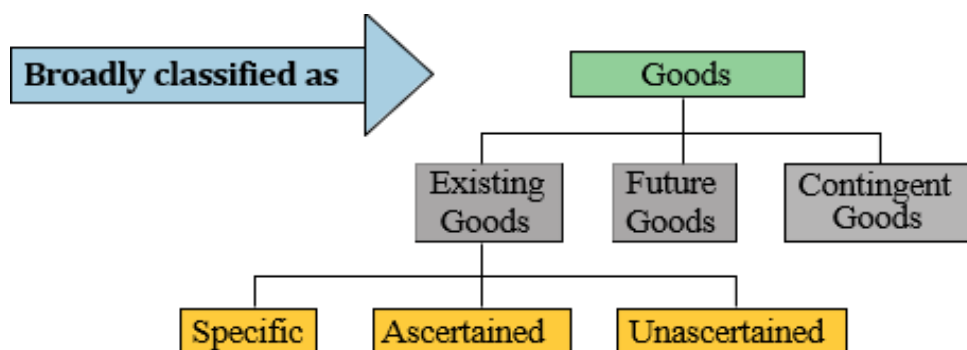 Broadly classified as
Goods
Existing
Goods
Future
Goods
Contingent
Goods
Specific
Ascertained
Unascertained